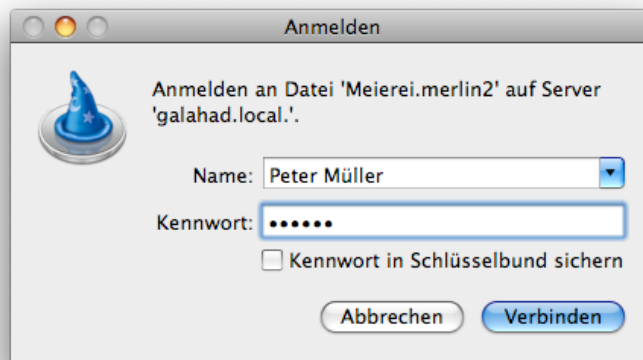 Anmelden
Anmelden an Datei 'Meierei.merlin2' auf Server
'galahad.local.'.
Name: Peter Müller
Kennwort: ••••••
Kennwort in Schlüsselbund sichern
Abbrechen Verbinden